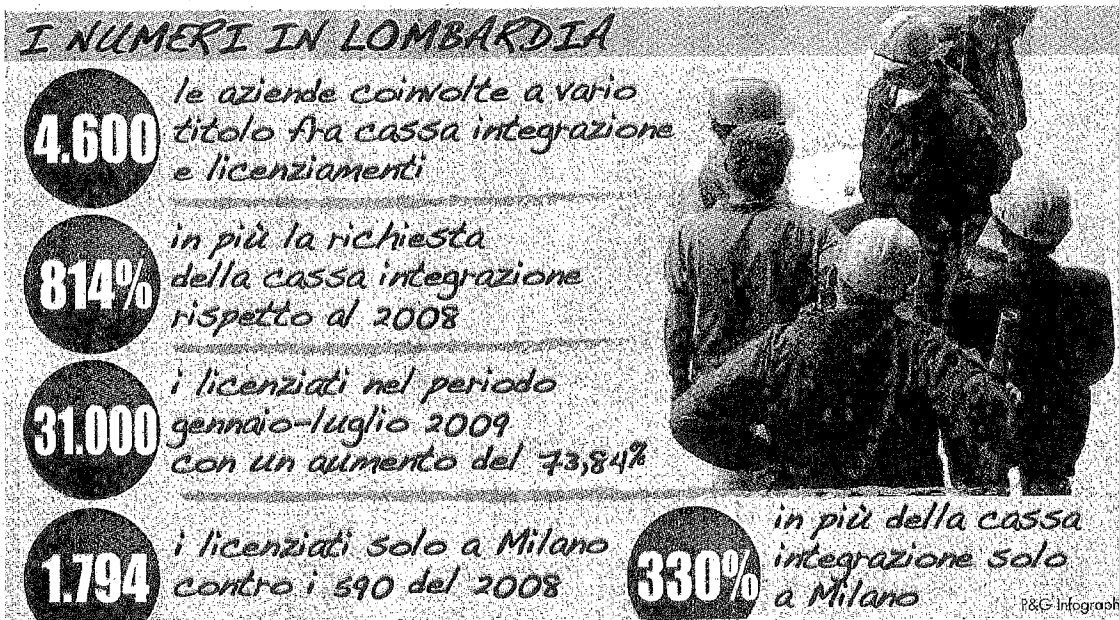 I NUMERI IN LOMBARDIA
4.600
le aziende coinvolte a vario
titolo fra cassa integrazione
e licenziamenti
814%
in più la richiesta
della cassa integrazione
rispetto al 2008
31.000
i licenziati nel periodo
gennaio-luglio 2009
con un aumento del 73,84%
1.794
i licenziati solo a Milano
contro i 590 del 2008
330%
in più della cassa
integrazione solo
a Milano
P&G Infograph